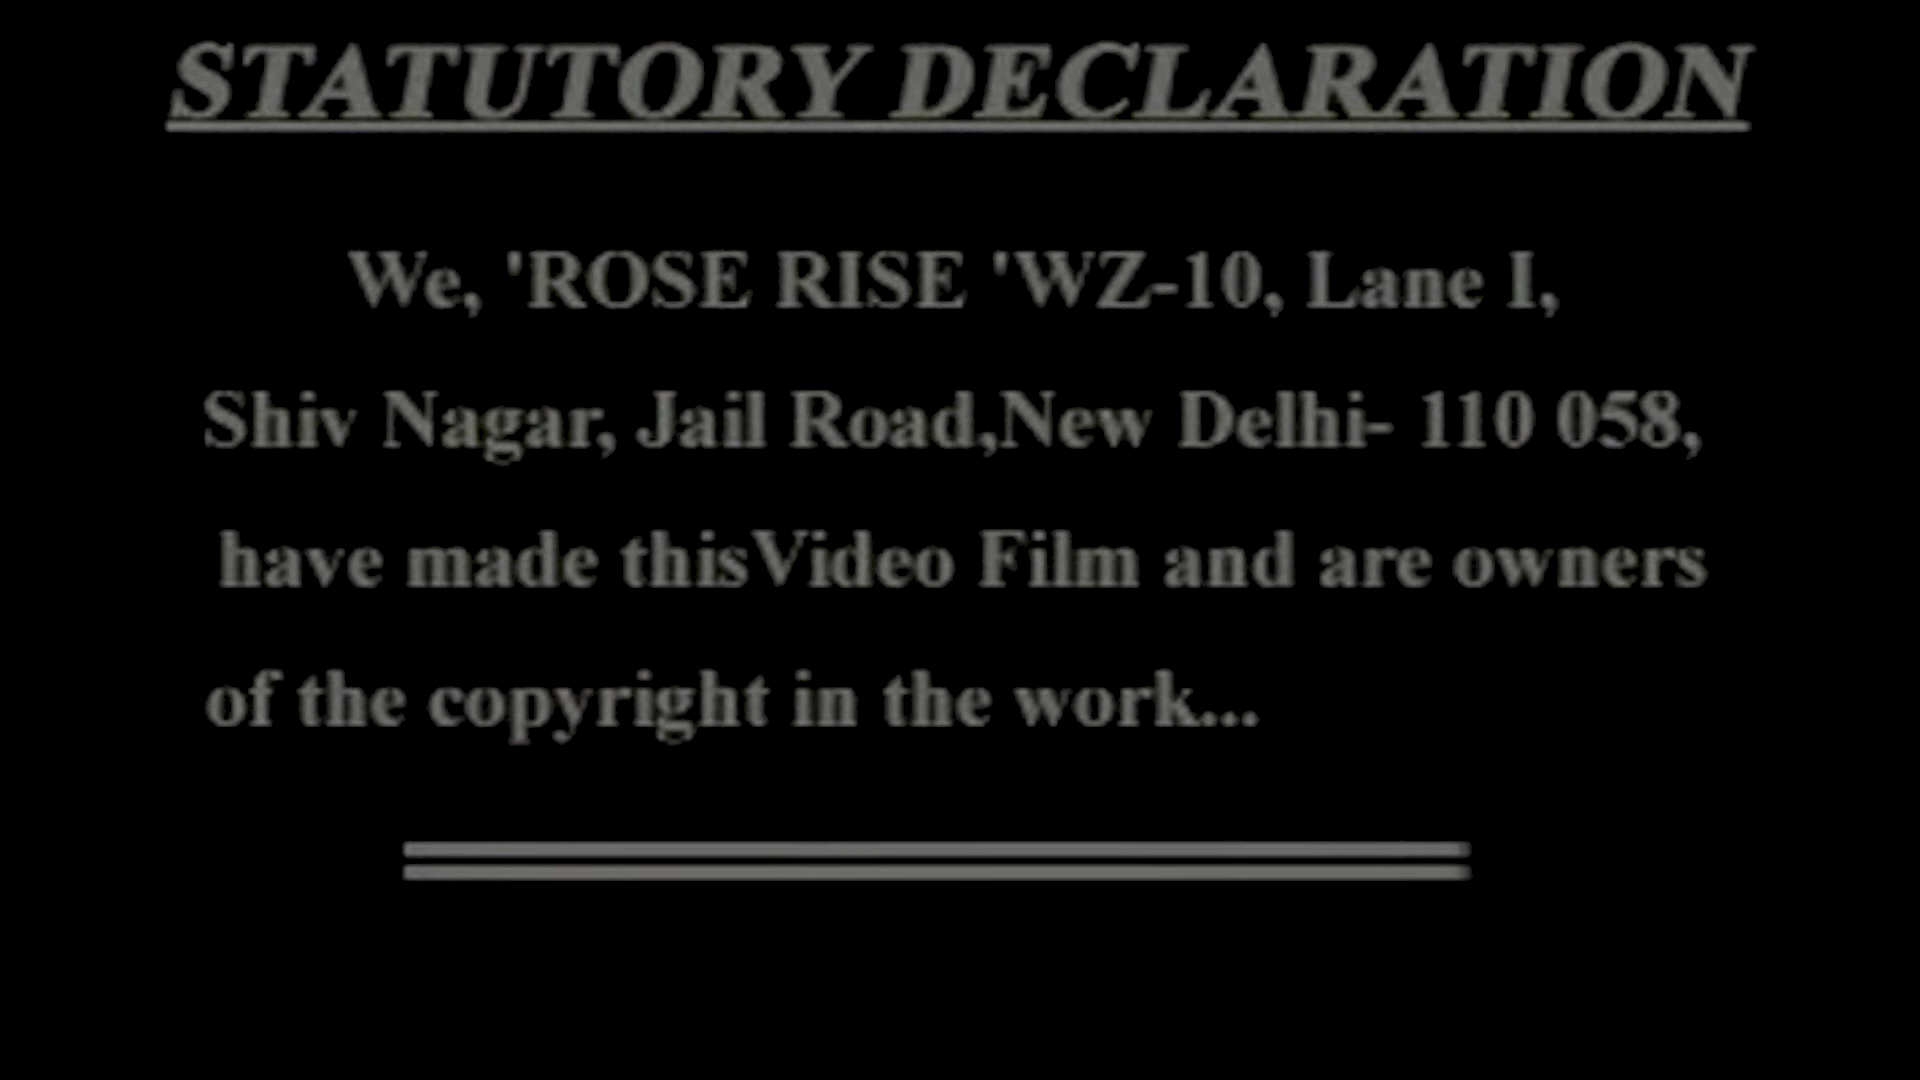 STATUTORY DECLARATION
We, 'ROSE RISE 'WZ-10, Lane I,
Shiv Nagar, Jail Road,New Delhi- 110 058,
have made thisVideo Film and are owners
of the copyright in the work...